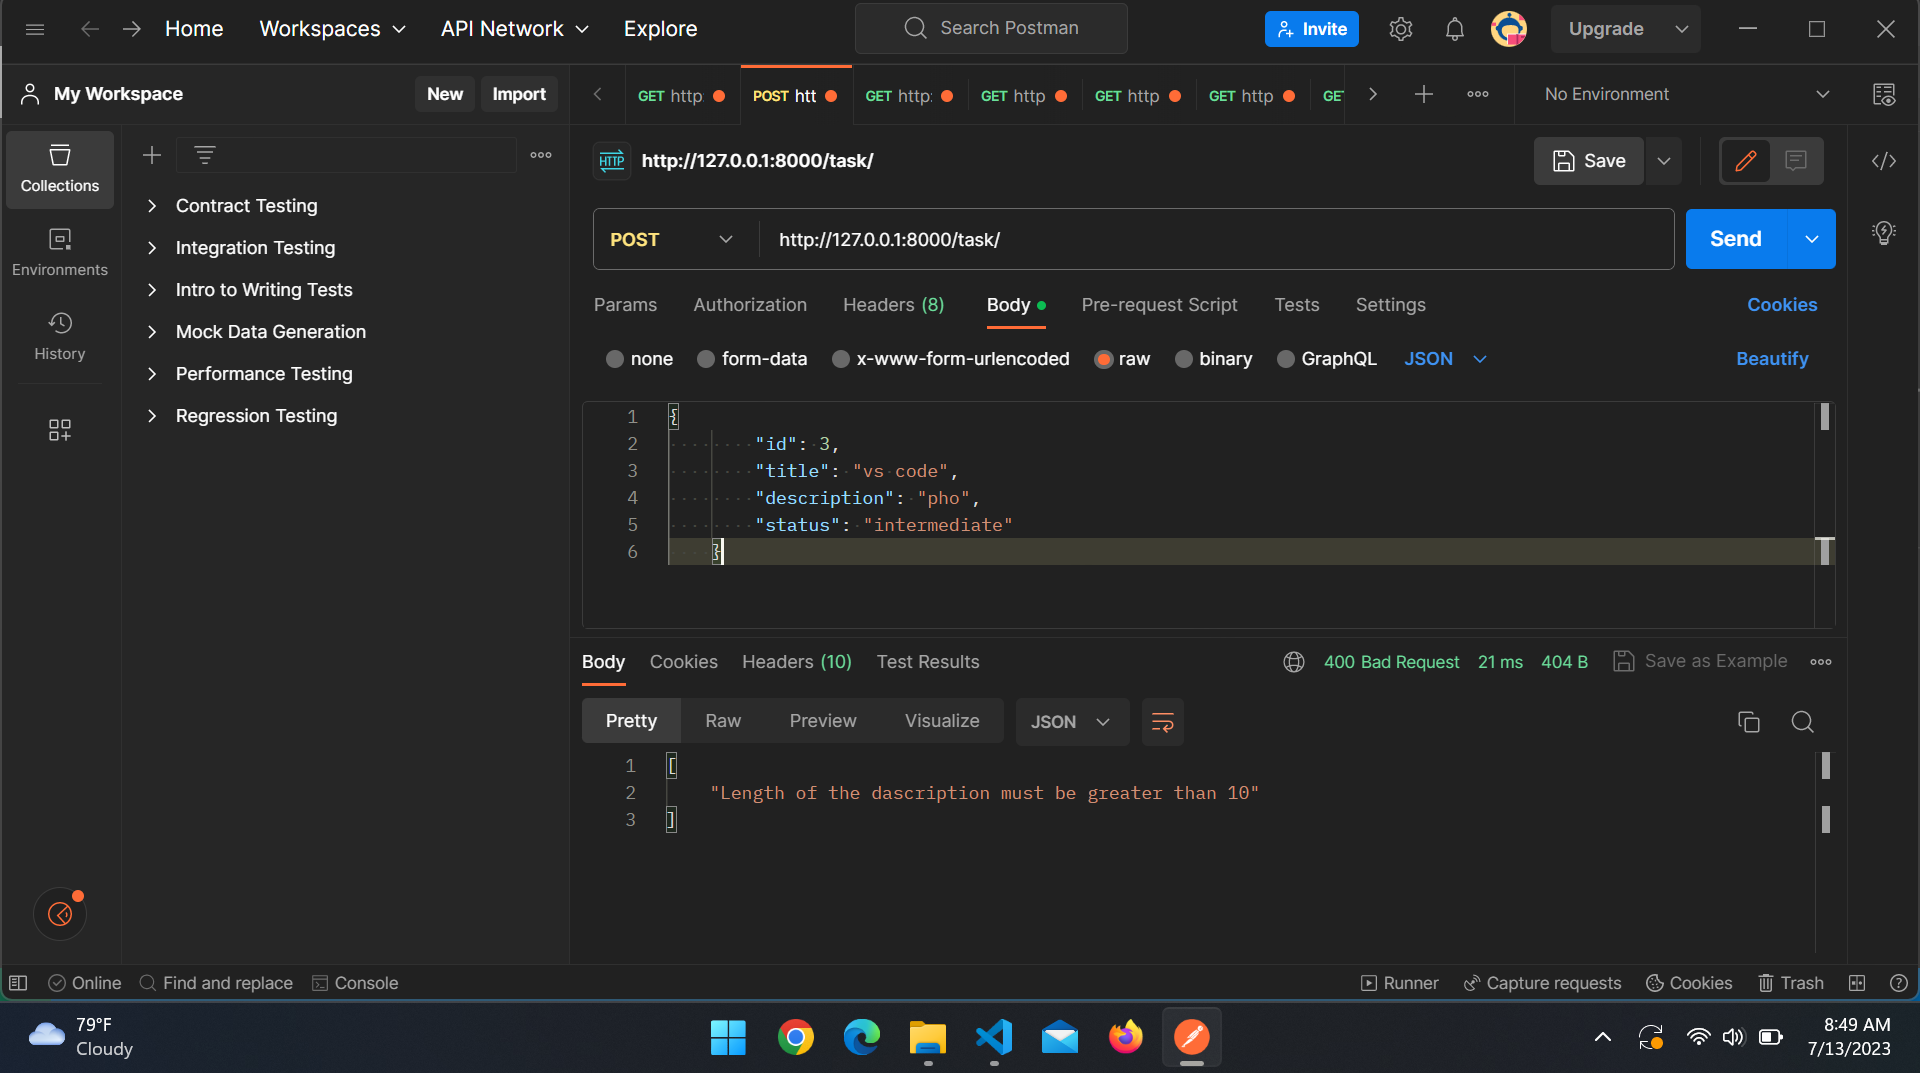 Home
Workspaces
API Network
Explore
Search Postman
Invite
Upgrade
My Workspace
New
Import
GET http:
POST htt
GET http:
GET http
GET http
GET http
GET
No Environment
Collections
Environments
History
Contract Testing
Integration Testing
Intro to Writing Tests
Mock Data Generation
Performance Testing
Regression Testing
HTTP
http://127.0.0.1:8000/task/
Save
POST
http://127.0.0.1:8000/task/
Send
Params
Authorization
Headers (8)
Body
Pre-request Script
Tests
Settings
Cookies
none
form-data
x-www-form-urlencoded
raw
binary
GraphQL
JSON
Beautify
1 {
2 "id": 3,
3 "title": "vs code",
4 "description": "pho",
5 "status": "intermediate"
6 }
Body
Cookies
Headers (10)
Test Results
400 Bad Request
21 ms
404 B
Save as Example
Pretty
Raw
Preview
Visualize
JSON
1 [
2 "Length of the dascription must be greater than 10"
3 ]
Online
Find and replace
Console
Runner
Capture requests
Cookies
Trash
79°F
Cloudy
8:49 AM
7/13/2023